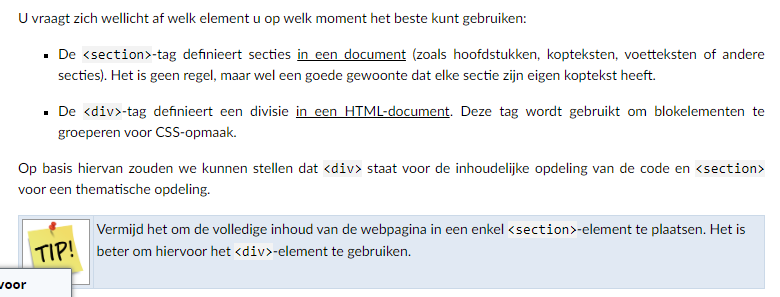 U vraagt zich wellicht af welk element u op welk moment het beste kunt gebruiken:
▪ De <section>-tag definieert secties in een document (zoals hoofdstukken, kopteksten, voetteksten of andere
secties). Het is geen regel, maar wel een goede gewoonte dat elke sectie zijn eigen koptekst heeft.
▪ De <div>-tag definieert een divisie in een HTML-document. Deze tag wordt gebruikt om blokelementen te
groeperen voor CSS-opmaak.
Op basis hiervan zouden we kunnen stellen dat <div> staat voor de inhoudelijke opdeling van de code en <section>
voor een thematische opdeling.
Vermijd het om de volledige inhoud van de webpagina in een enkel <section>-element te plaatsen. Het is
beter om hiervoor het <div>-element te gebruiken.
TIP!
voor